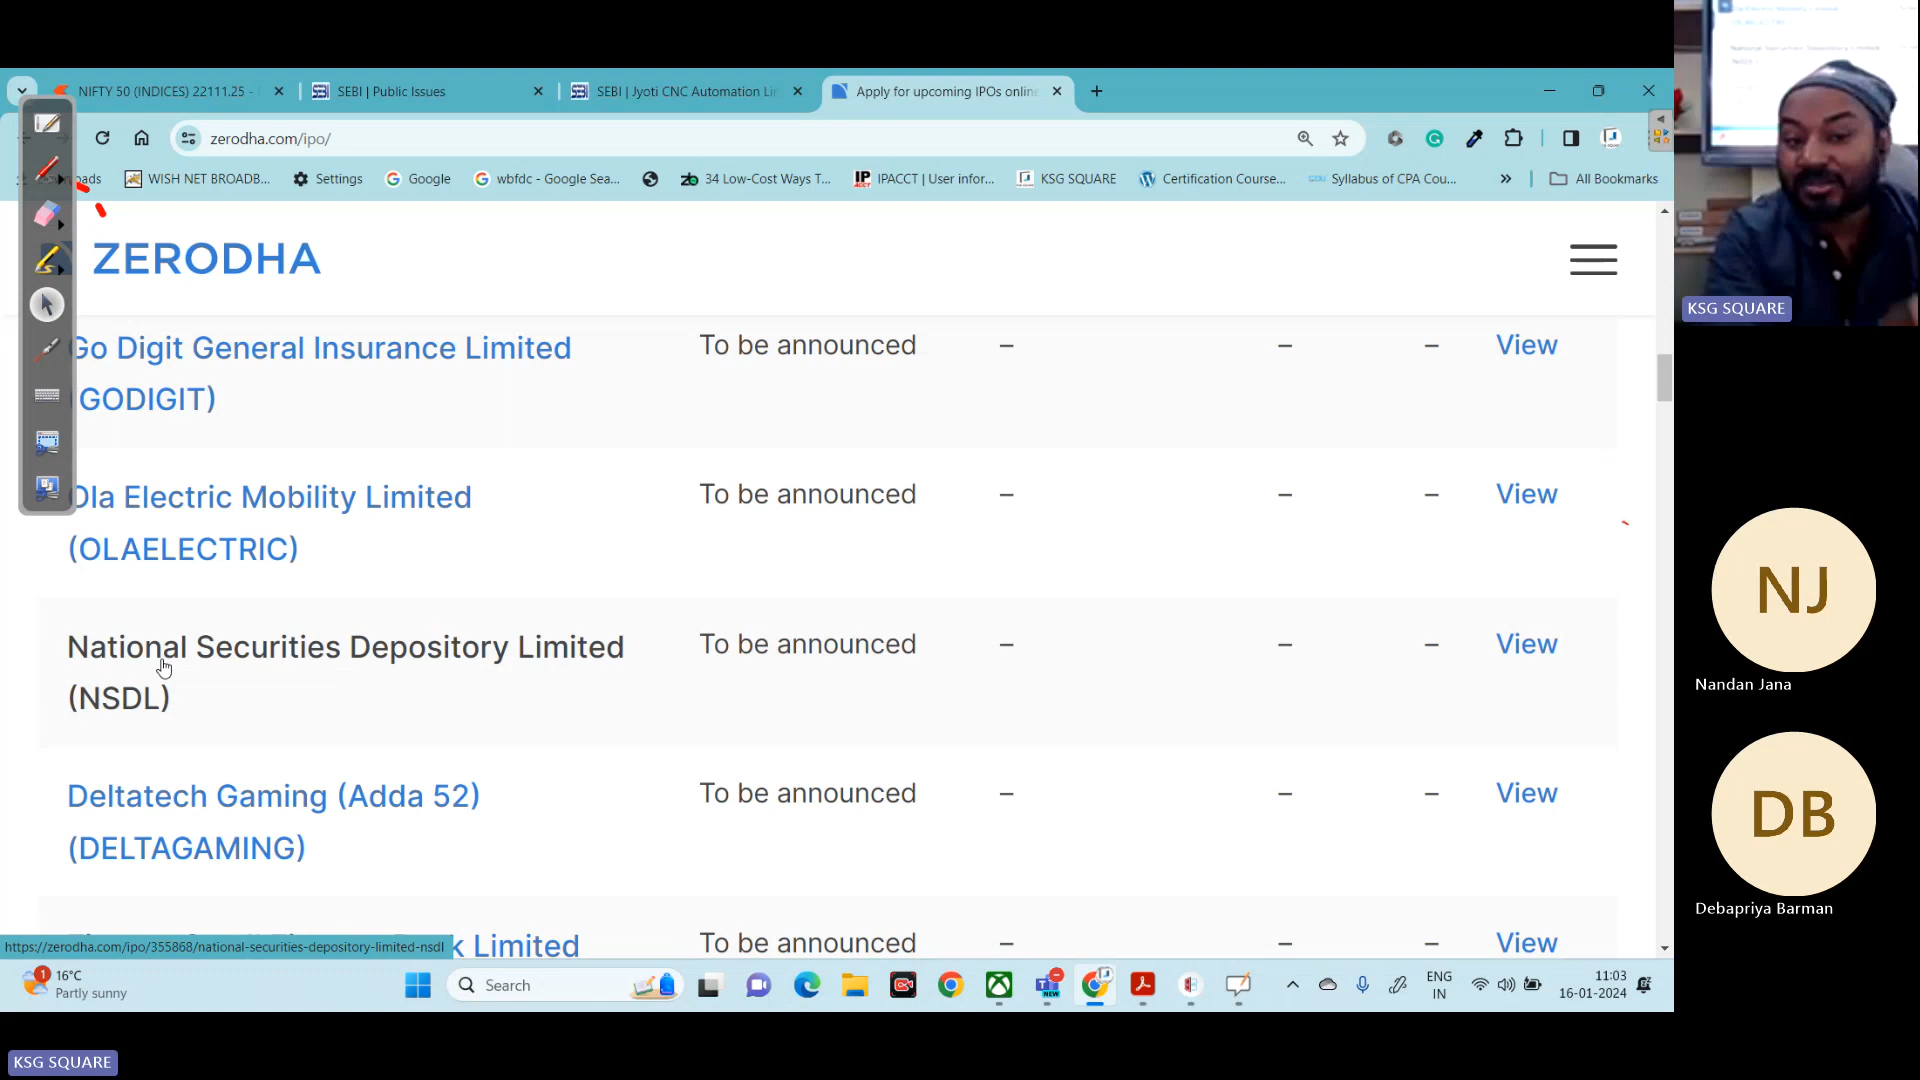 NIFTY 50 (INDICES) 22111.25 -
SEBI | Public Issues
SEBI | Jyoti CNC Automation Lin
Apply for upcoming IPOs online
zerodha.com/ipo/
WISH NET BROADB...
Settings
Google
wbfdc - Google Sea...
34 Low-Cost Ways T...
IPACCT | User infor...
KSG SQUARE
Certification Course...
Syllabus of CPA Cou...
»
All Bookmarks
ZERODHA
Go Digit General Insurance Limited
(GODIGIT)
To be announced – – – View
Ola Electric Mobility Limited
(OLAELECTRIC)
To be announced – – – View
National Securities Depository Limited
(NSDL)
To be announced – – – View
Deltatech Gaming (Adda 52)
(DELTAGAMING)
To be announced – – – View
k Limited
To be announced – – – View
https://zerodha.com/ipo/355868/national-securities-depository-limited-nsdl
1
16°C
Partly sunny
Search
NEW
ENG
IN
11:03
16-01-2024
KSG SQUARE
KSG SQUARE
NJ
Nandan Jana
DB
Debapriya Barman